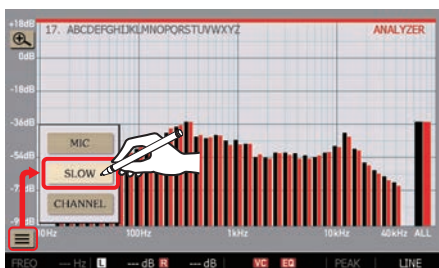 +18dB
17. ABCDEFGHIJKLMNOPQRSTUVWXYZ ANALYZER
0dB
-18dB
-36dB
MIC
-54dB
SLOW
CHANNEL
10Hz 100Hz 1kHz 10kHz 40kHz ALL
FREQ --- Hz L --- dB R --- dB VC EQ PEAK LINE